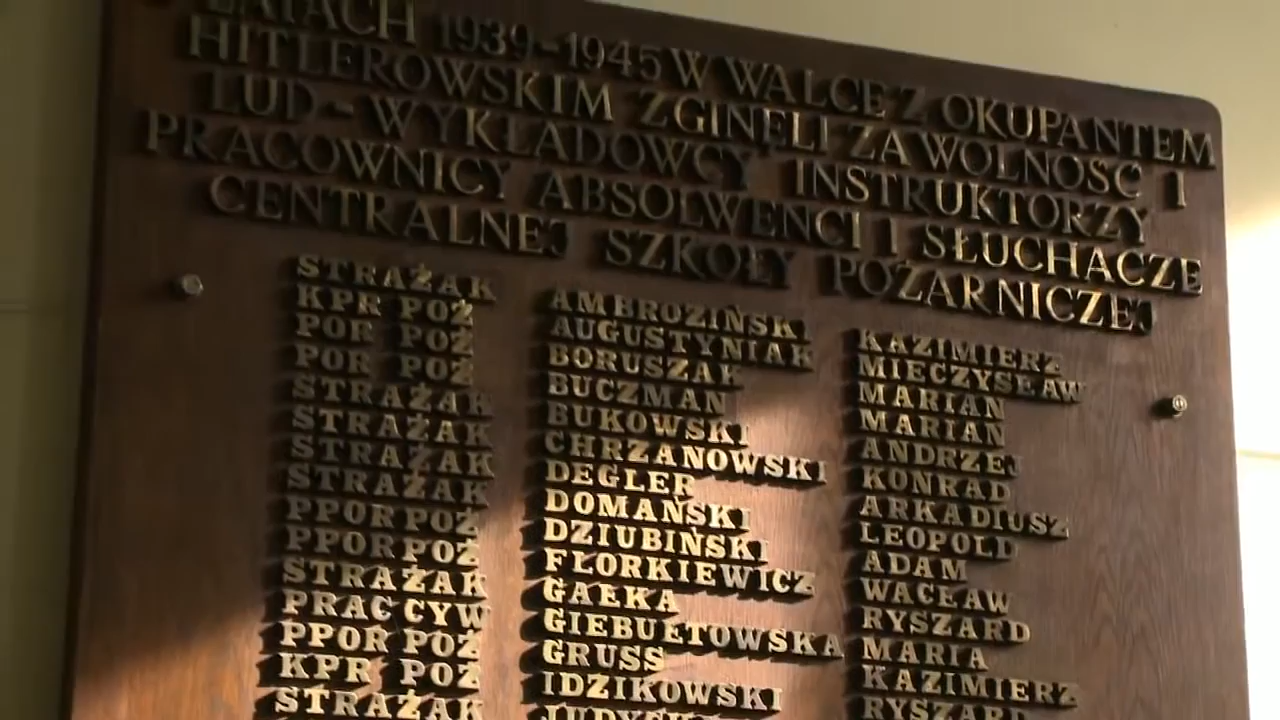 LATACH 1939-1945 W WALCE Z OKUPANTEM
HITLEROWSKIM ZGINĘLI ZA WOLNOŚĆ I
LUD - WYKŁADOWCY INSTRUKTORZY
PRACOWNICY ABSOLWENCI I SŁUCHACZE
CENTRALNEJ SZKOŁY POŻARNICZEJ
STRAŻAK AMBROZIŃSKI KAZIMIERZ
KPR POŻ AUGUSTYNIAK MIECZYSŁAW
POR POŻ BORUSZAK MARIAN
POR POŻ BUCZMAN MARIAN
STRAŻAK BUKOWSKI ANDRZEJ
STRAŻAK CHRZANOWSKI KONRAD
STRAŻAK DEGLER ARKADIUSZ
STRAŻAK DOMAŃSKI LEOPOLD
PPOR POŻ DZIUBIŃSKI ADAM
PPOR POŻ FLORKIEWICZ WACŁAW
STRAŻAK GAŁKA RYSZARD
PRAC CYW GIEBUŁTOWSKA MARIA
PPOR POŻ GRUSS KAZIMIERZ
KPR POŻ IDZIKOWSKI RYSZARD
STRAŻAK